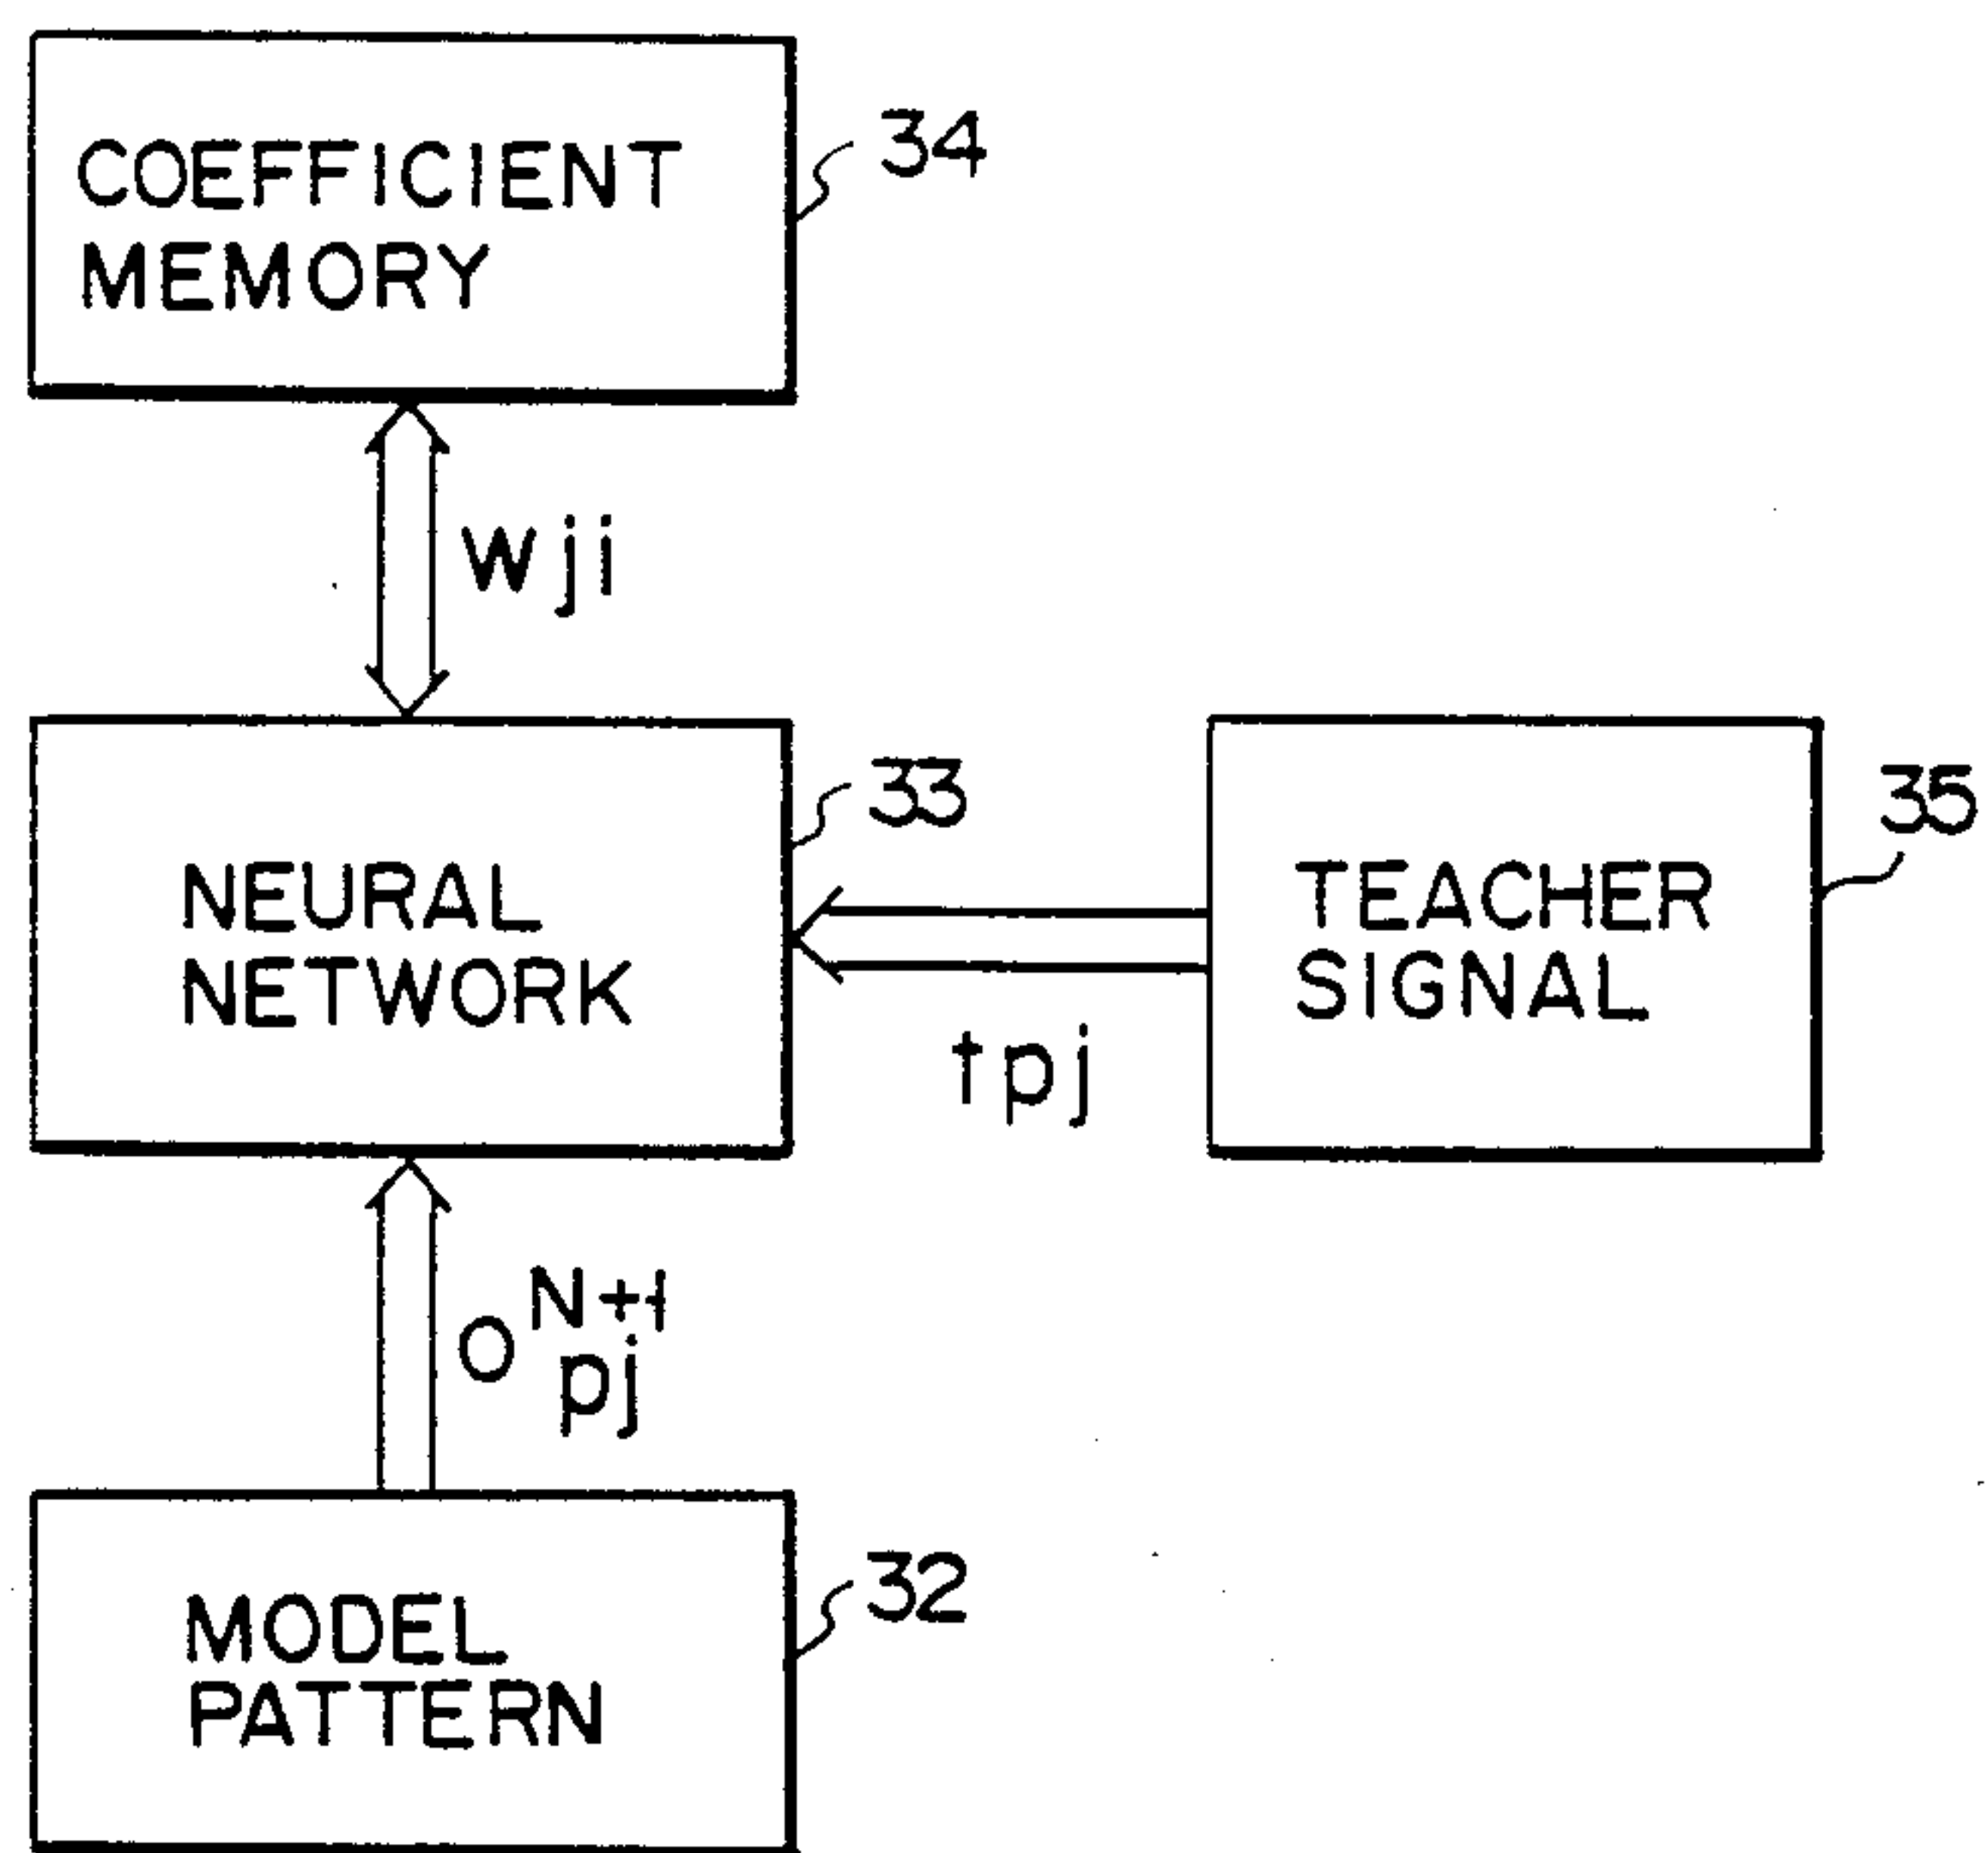 COEFFICIENT
MEMORY
34
wji
NEURAL
NETWORK
33
TEACHER
SIGNAL
35
tpj
o N+1
pj
MODEL
PATTERN
32